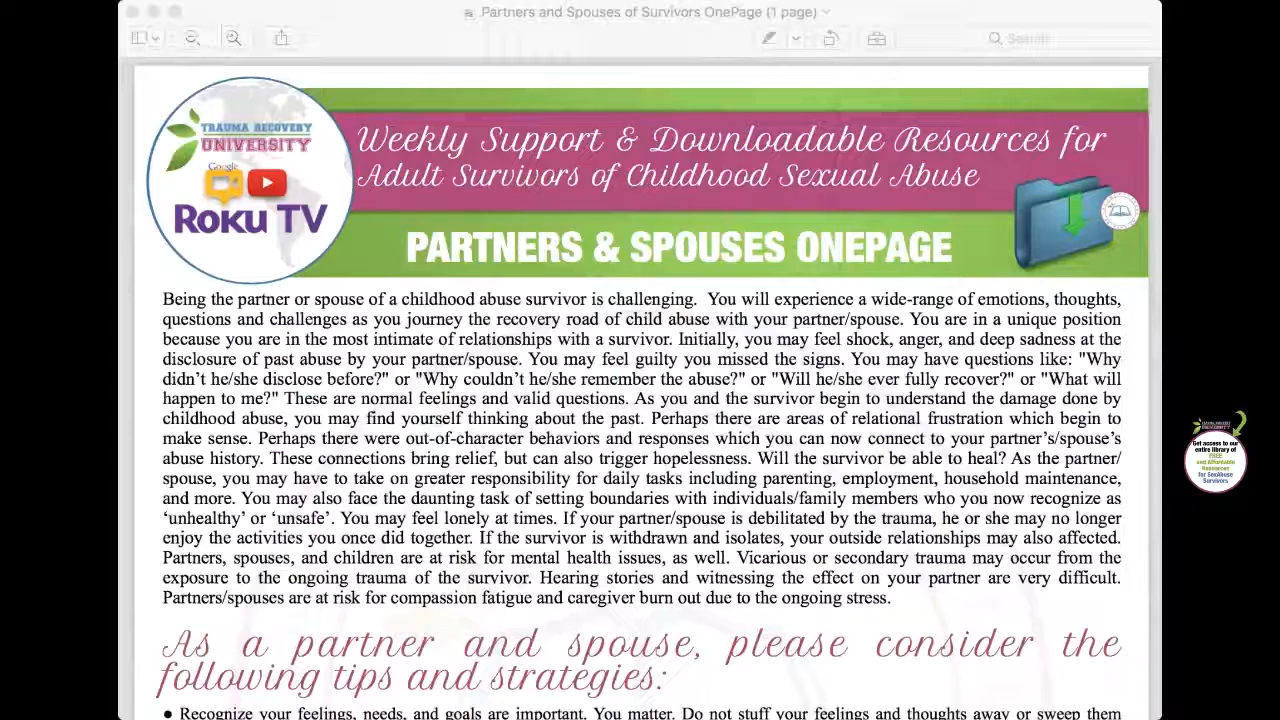 Partners and Spouses of Survivors OnePage (1 page)
Search
TRAUMA RECOVERY
UNIVERSITY
Google
ROKU TV
Weekly Support & Downloadable Resources for
Adult Survivors of Childhood Sexual Abuse
PARTNERS & SPOUSES ONEPAGE
Being the partner or spouse of a childhood abuse survivor is challenging. You will experience a wide-range of emotions, thoughts,
questions and challenges as you journey the recovery road of child abuse with your partner/spouse. You are in a unique position
because you are in the most intimate of relationships with a survivor. Initially, you may feel shock, anger, and deep sadness at the
disclosure of past abuse by your partner/spouse. You may feel guilty you missed the signs. You may have questions like: "Why
didn't he/she disclose before?" or "Why couldn't he/she remember the abuse?" or "Will he/she ever fully recover?" or "What will
happen to me?" These are normal feelings and valid questions. As you and the survivor begin to understand the damage done by
childhood abuse, you may find yourself thinking about the past. Perhaps there are areas of relational frustration which begin to
make sense. Perhaps there were out-of-character behaviors and responses which you can now connect to your partner's/spouse's
abuse history. These connections bring relief, but can also trigger hopelessness. Will the survivor be able to heal? As the partner/
spouse, you may have to take on greater responsibility for daily tasks including parenting, employment, household maintenance,
and more. You may also face the daunting task of setting boundaries with individuals/family members who you now recognize as
'unhealthy' or 'unsafe'. You may feel lonely at times. If your partner/spouse is debilitated by the trauma, he or she may no longer
enjoy the activities you once did together. If the survivor is withdrawn and isolates, your outside relationships may also affected.
Partners, spouses, and children are at risk for mental health issues, as well. Vicarious or secondary trauma may occur from the
exposure to the ongoing trauma of the survivor. Hearing stories and witnessing the effect on your partner are very difficult.
Partners/spouses are at risk for compassion fatigue and caregiver burn out due to the ongoing stress.
As a partner and spouse, please consider the
following tips and strategies:
● Recognize your feelings, needs, and goals are important. You matter. Do not stuff your feelings and thoughts away or sweep them
TRAUMA RECOVERY
UNIVERSITY
Get access to our
entire library of
FREE
and Affordable
Resources
for SexAbuse
Survivors